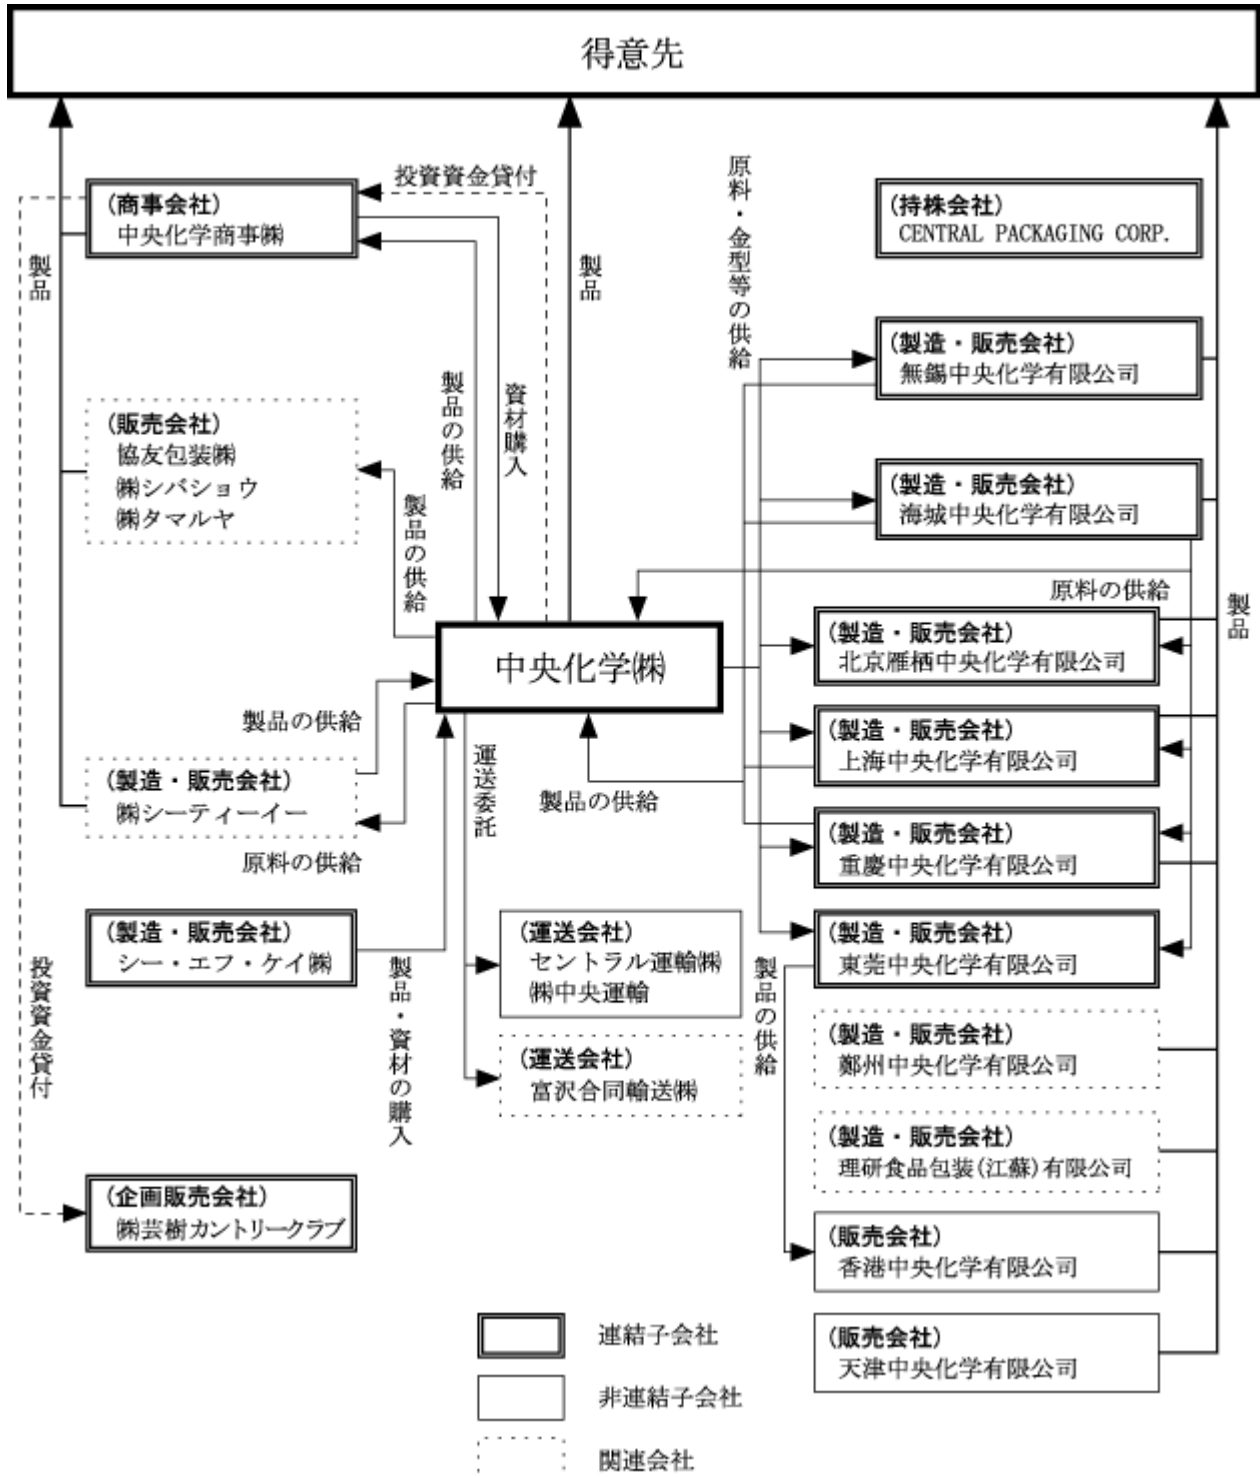 得意先
投資資金貸付
原料・金型等の供給
(商事会社)
中央化学商事㈱
(持株会社)
CENTRAL PACKAGING CORP.
製品
製品
(製造・販売会社)
無錫中央化学有限公司
製品の供給
資材購入
(販売会社)
協友包装㈱
㈱シバショウ
㈱タマルヤ
製品の供給
(製造・販売会社)
海城中央化学有限公司
原料の供給
製品
中央化学㈱
(製造・販売会社)
北京雁栖中央化学有限公司
製品の供給
(製造・販売会社)
上海中央化学有限公司
運送委託
(製造・販売会社)
㈱シーティーイー
製品の供給
原料の供給
(製造・販売会社)
重慶中央化学有限公司
(製造・販売会社)
シー・エフ・ケイ㈱
(運送会社)
セントラル運輸㈱
㈱中央運輸
(製造・販売会社)
東莞中央化学有限公司
投資資金貸付
製品・資材の購入
製品の供給
(運送会社)
富沢合同輸送㈱
(製造・販売会社)
鄭州中央化学有限公司
(製造・販売会社)
理研食品包装(江蘇)有限公司
(企画販売会社)
㈱芸樹カントリークラブ
(販売会社)
香港中央化学有限公司
(販売会社)
天津中央化学有限公司
連結子会社
非連結子会社
関連会社